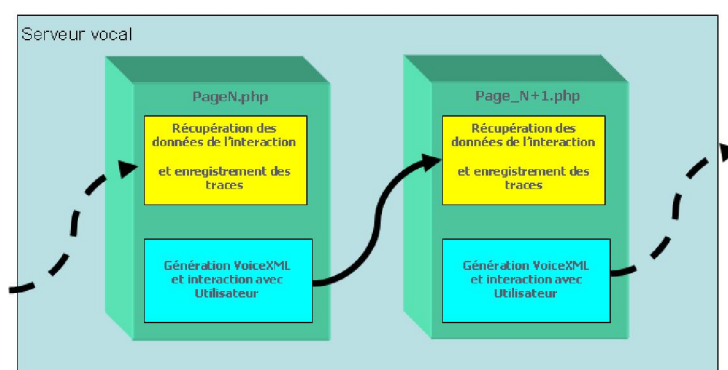 Serveur vocal
PageN.php
Récupération des
données de l'interaction
et enregistrement des
traces
Génération VoiceXML
et interaction avec
Utilisateur
Page_N+1.php
Récupération des
données de l'interaction
et enregistrement des
traces
Génération VoiceXML
et interaction avec
Utilisateur